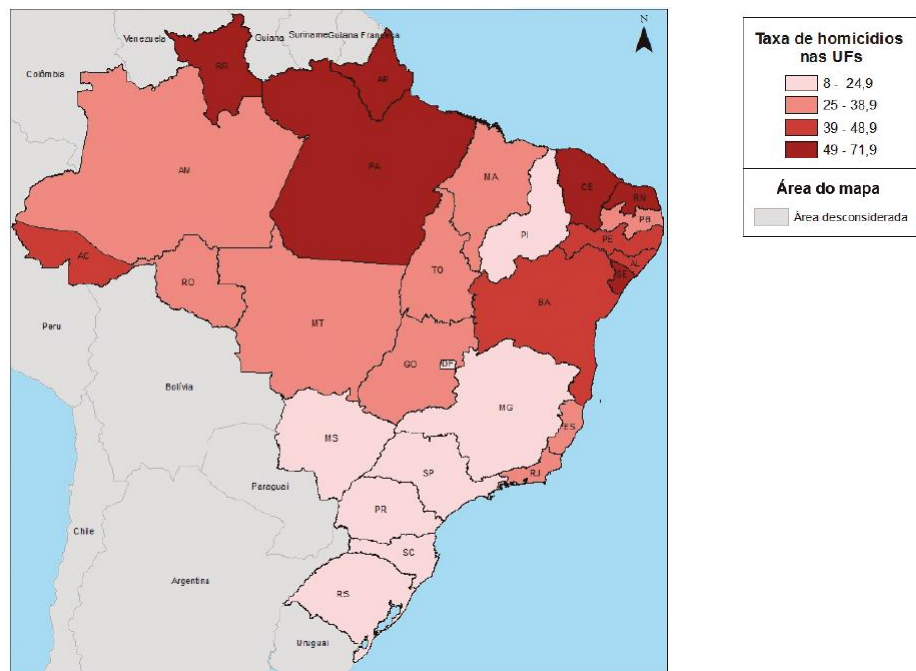 N
Venezuela
Guiana
Suriname
Guiana Francesa
Colômbia
RR
AP
AM
PA
MA
CE
RN
PB
PI
PE
AL
SE
AC
TO
RO
BA
Peru
MT
GO
DF
Bolívia
MG
MS
ES
SP
RJ
Paraguai
PR
Chile
SC
Argentina
RS
Uruguai
Taxa de homicídios
nas UFs
8 - 24,9
25 - 38,9
39 - 48,9
49 - 71,9
Área do mapa
Área desconsiderada